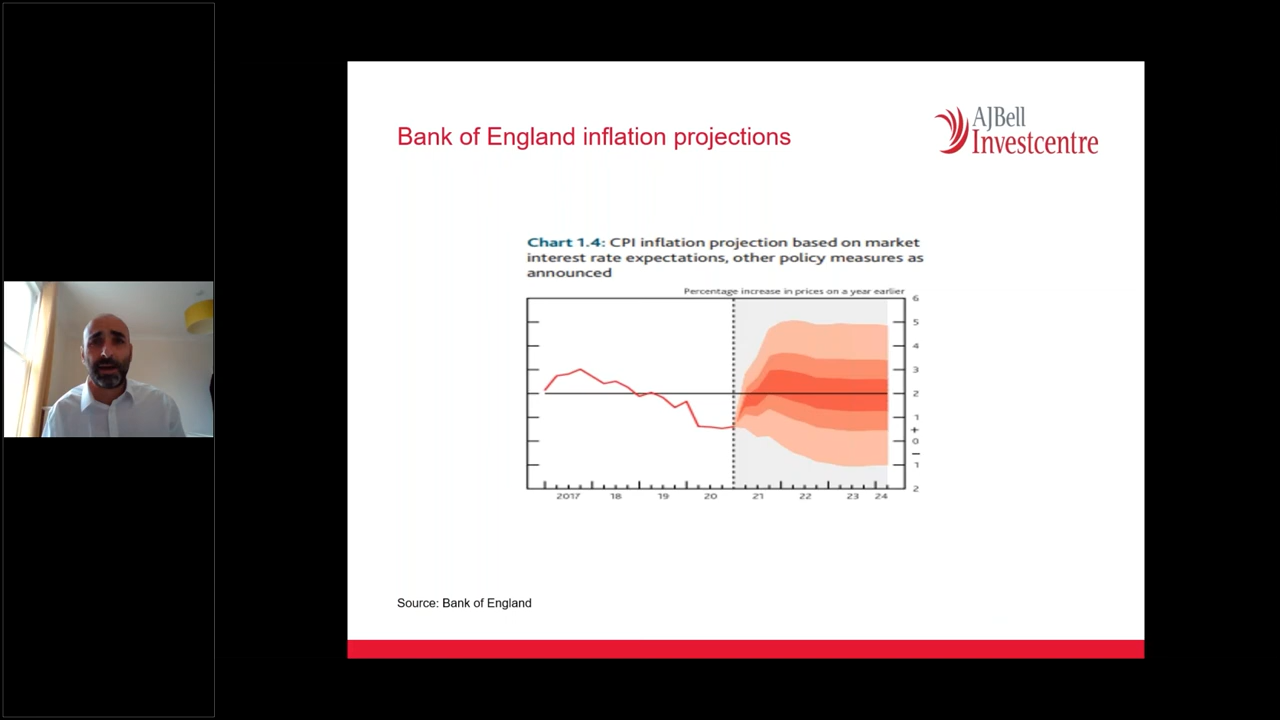 Bank of England inflation projections
AJBell
Investcentre
Chart 1.4: CPI inflation projection based on market
interest rate expectations, other policy measures as
announced
Percentage increase in prices on a year earlier
6
5
4
3
2
1
+
0
−
1
2
2017 18 19 20 21 22 23 24
Source: Bank of England